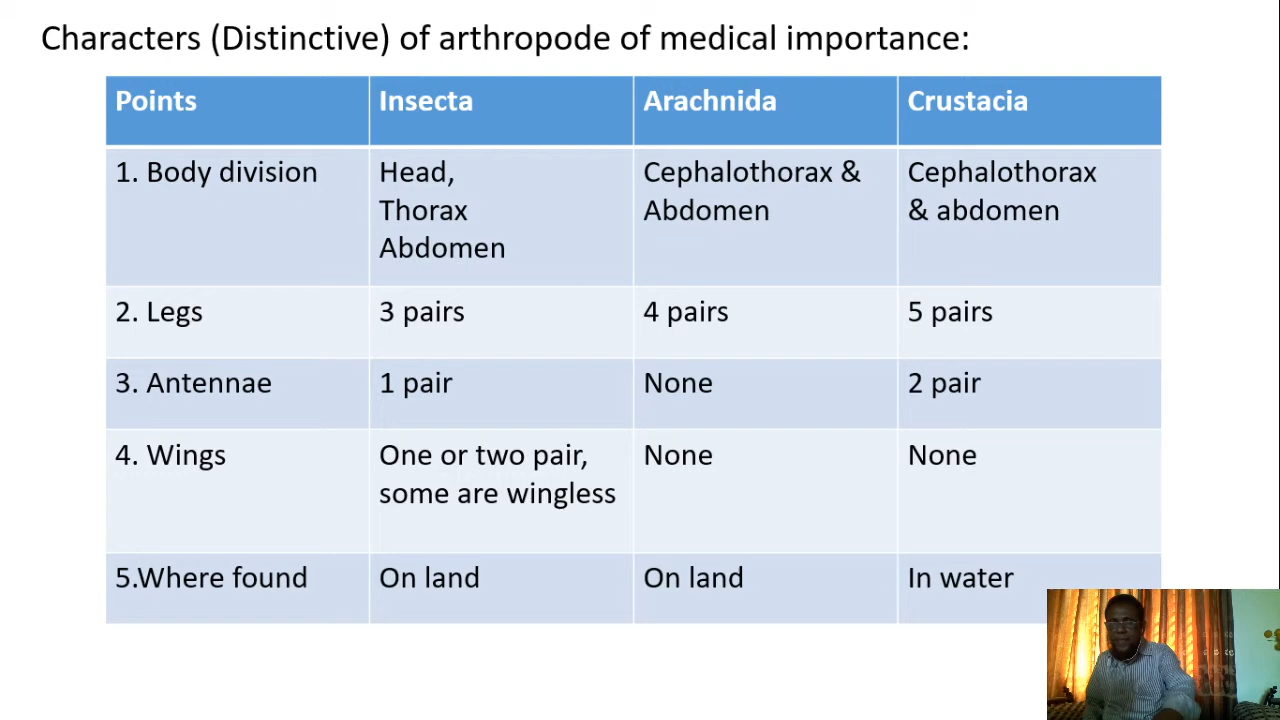 Characters (Distinctive) of arthropode of medical importance:
Points Insecta Arachnida Crustacia
1. Body division Head, Cephalothorax & Cephalothorax
Thorax Abdomen & abdomen
Abdomen
2. Legs 3 pairs 4 pairs 5 pairs
3. Antennae 1 pair None 2 pair
4. Wings One or two pair, None None
some are wingless
5.Where found On land On land In water